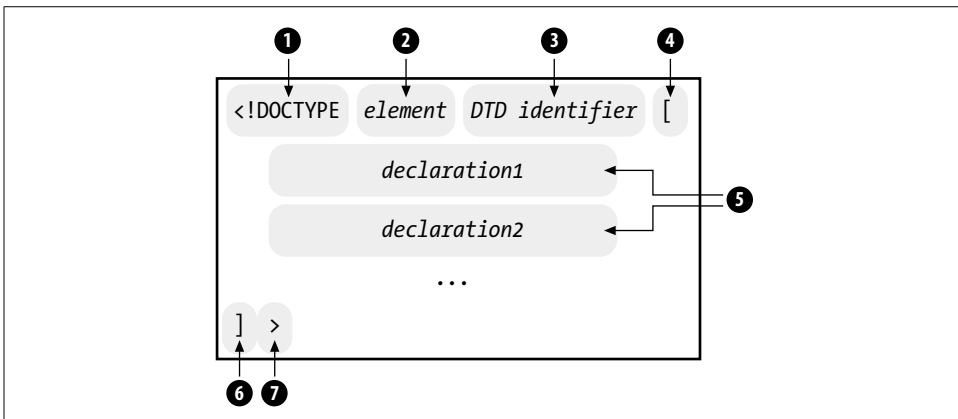 1 2 3 4
<!DOCTYPE element DTD identifier [
declaration1
5
declaration2
...
] >
6 7